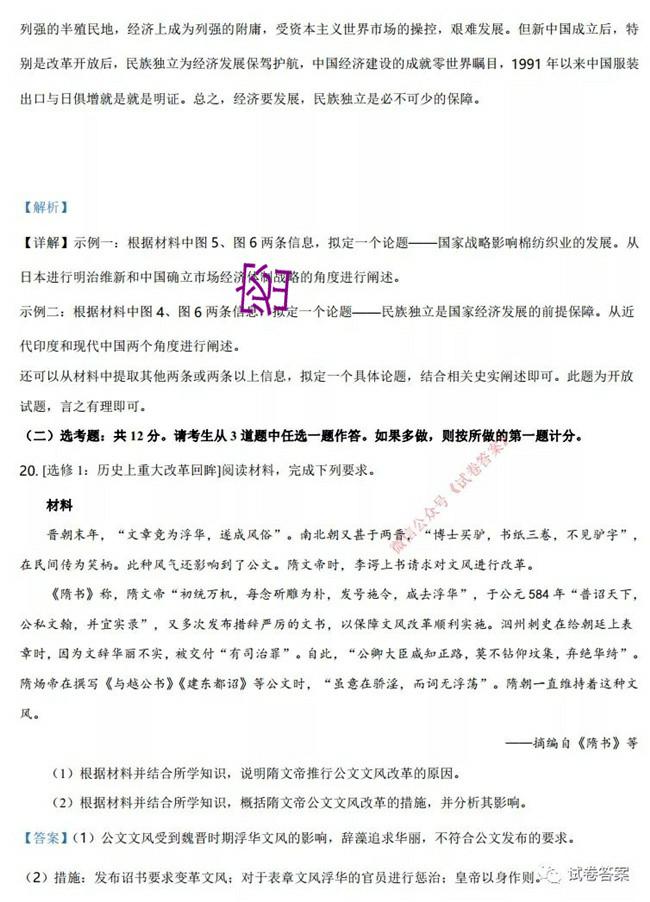 列强的半殖民地，经济上成为列强的附庸，受资本主义世界市场的操控，艰难发展。但新中国成立后，特
别是改革开放后，民族独立为经济发展保驾护航，中国经济建设的成就零世界瞩目，1991 年以来中国服装
出口与日俱增就是就是明证。总之，经济要发展，民族独立是必不可少的保障。
【解析】
【详解】示例一：根据材料中图 5、图 6 两条信息，拟定一个论题——国家战略影响棉纺织业的发展。从
日本进行明治维新和中国确立市场经济体制战略的角度进行阐述。
示例二：根据材料中图 4、图 6 两条信息，拟定一个论题——民族独立是国家经济发展的前提保障。从近
代印度和现代中国两个角度进行阐述。
还可以从材料中提取其他两条或两条以上信息，拟定一个具体论题，结合相关史实阐述即可。此题为开放
试题，言之有理即可。
（二）选考题：共 12 分。请考生从 3 道题中任选一题作答。如果多做，则按所做的第一题计分。
20. [选修 1：历史上重大改革回眸]阅读材料，完成下列要求。
微信公众号《试卷答案》
材料
晋朝末年，“文章竞为浮华，遂成风俗”。南北朝又甚于两晋，“博士买驴，书纸三卷，不见驴字”，
在民间传为笑柄。此种风气还影响到了公文。隋文帝时，李谔上书请求对文风进行改革。
《隋书》称，隋文帝“初统万机，每念斫雕为朴，发号施令，咸去浮华”，于公元 584 年“普诏天下，
公私文翰，并宜实录”，又多次发布措辞严厉的文书，以保障文风改革顺利实施。泗州刺史在给朝廷上表
章时，因为文辞华丽不实，被交付“有司治罪”。自此，“公卿大臣咸知正路，莫不钻仰坟集，弃绝华绮”。
隋炀帝在撰写《与越公书》《建东都诏》等公文时，“虽意在骄淫，而词无浮荡”。隋朝一直维持着这种文
风。
——摘编自《隋书》等
（1）根据材料并结合所学知识，说明隋文帝推行公文文风改革的原因。
（2）根据材料并结合所学知识，概括隋文帝公文文风改革的措施，并分析其影响。
【答案】（1）公文文风受到魏晋时期浮华文风的影响，辞藻追求华丽，不符合公文发布的要求。
（2）措施：发布诏书要求变革文风；对于表章文风浮华的官员进行惩治；皇帝以身作则。
试卷答案